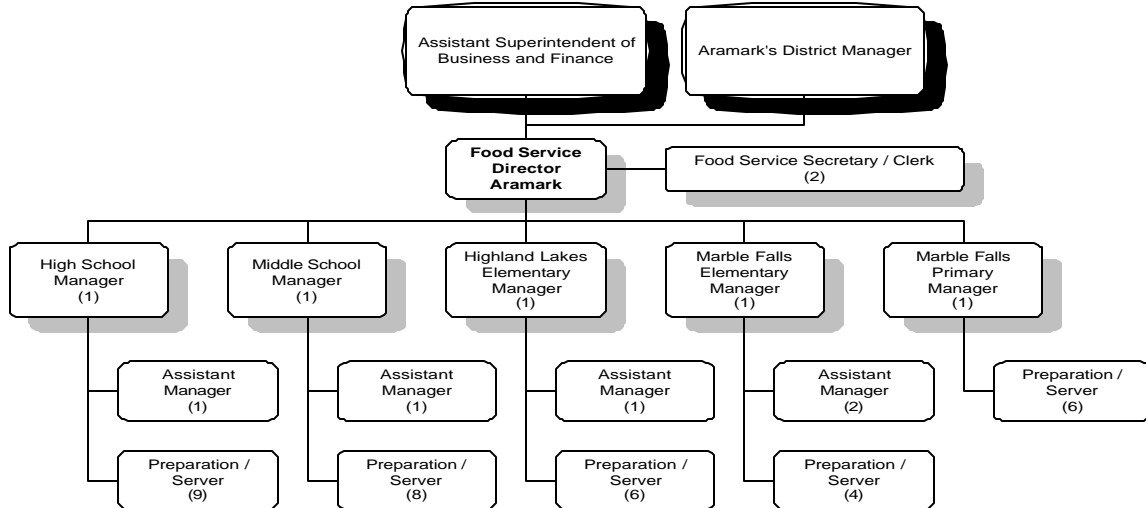 Assistant Superintendent of
Business and Finance
Aramark's District Manager
Food Service
Director
Aramark
Food Service Secretary / Clerk
(2)
High School
Manager
(1)
Middle School
Manager
(1)
Highland Lakes
Elementary
Manager
(1)
Marble Falls
Elementary
Manager
(1)
Marble Falls
Primary
Manager
(1)
Assistant
Manager
(1)
Assistant
Manager
(1)
Assistant
Manager
(1)
Assistant
Manager
(2)
Preparation /
Server
(6)
Preparation /
Server
(9)
Preparation /
Server
(8)
Preparation /
Server
(6)
Preparation /
Server
(4)